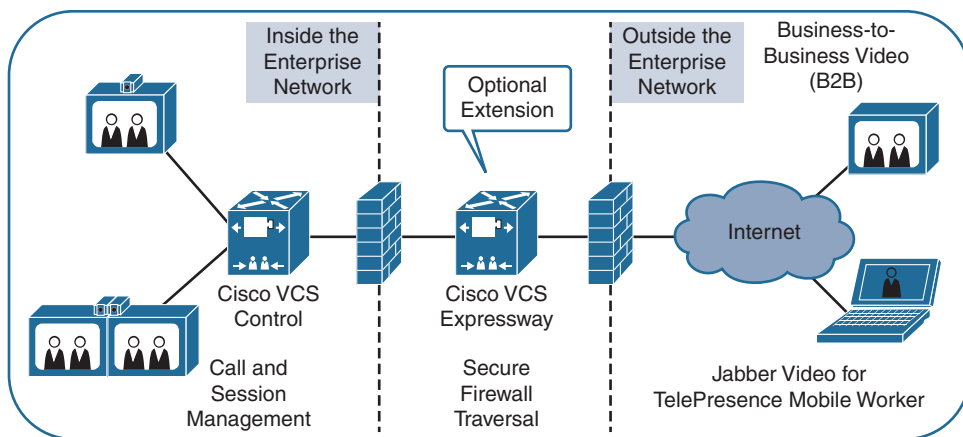 Inside the
Enterprise
Network
Optional
Extension
Outside the
Enterprise
Network
Business-to-
Business Video
(B2B)
Internet
Cisco VCS
Control
Cisco VCS
Expressway
Call and
Session
Management
Secure
Firewall
Traversal
Jabber Video for
TelePresence Mobile Worker